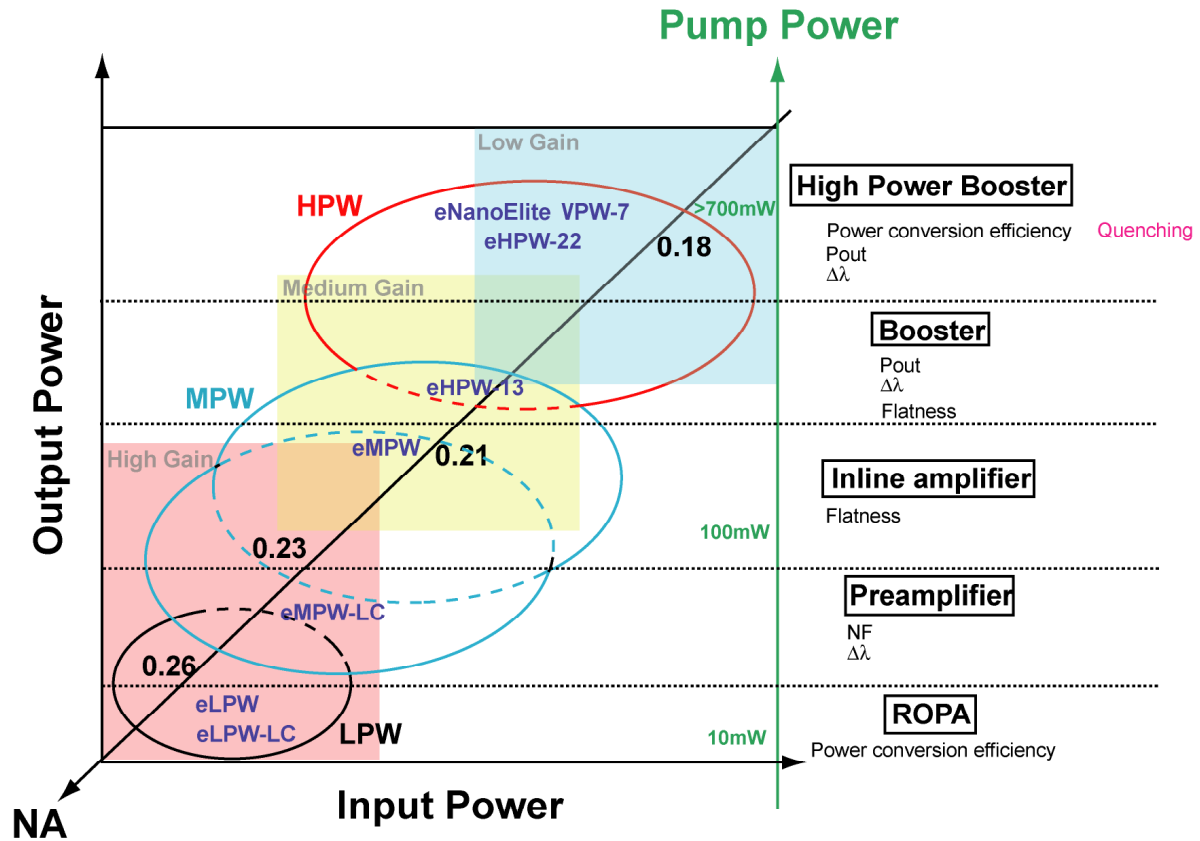 Pump Power
Low Gain
High Power Booster
HPW
eNanoElite VPW-7
>700mW
eHPW-22
0.18
Power conversion efficiency
Quenching
Pout
Δλ
Medium Gain
Output Power
Booster
Pout
Δλ
Flatness
MPW
eHPW-13
eMPW
0.21
High Gain
Inline amplifier
Flatness
100mW
0.23
Preamplifier
NF
Δλ
eMPW-LC
0.26
eLPW
eLPW-LC
LPW
10mW
ROPA
Power conversion efficiency
Input Power
NA